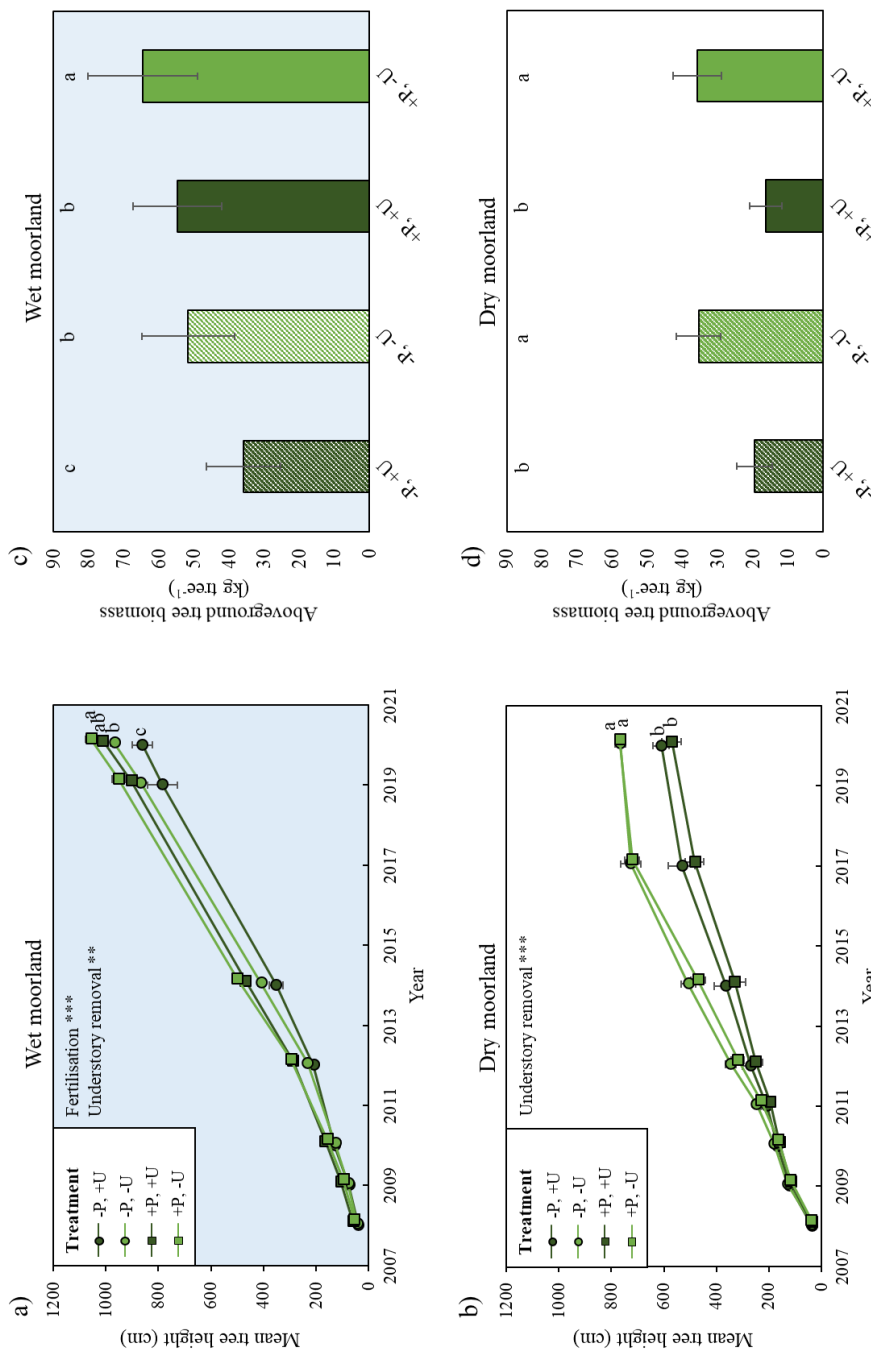 a)
Wet moorland
Mean tree height (cm)
1200
1000
800
600
400
200
0
Treatment
-P, +U
-P, -U
+P, +U
+P, -U
Fertilisation ***
Understory removal **
a
ab
b
c
2007
2009
2011
2013
2015
2017
2019
2021
Year
b)
Dry moorland
Mean tree height (cm)
1200
1000
800
600
400
200
0
Treatment
-P, +U
-P, -U
+P, +U
+P, -U
Understory removal ***
a
a
b
b
2007
2009
2011
2013
2015
2017
2019
2021
Year
c)
Wet moorland
Aboveground tree biomass
(kg tree⁻¹)
90
80
70
60
50
40
30
20
10
0
c
b
b
a
-P, +U
-P, -U
+P, +U
+P, -U
d)
Dry moorland
Aboveground tree biomass
(kg tree⁻¹)
90
80
70
60
50
40
30
20
10
0
b
a
b
a
-P, +U
-P, -U
+P, +U
+P, -U